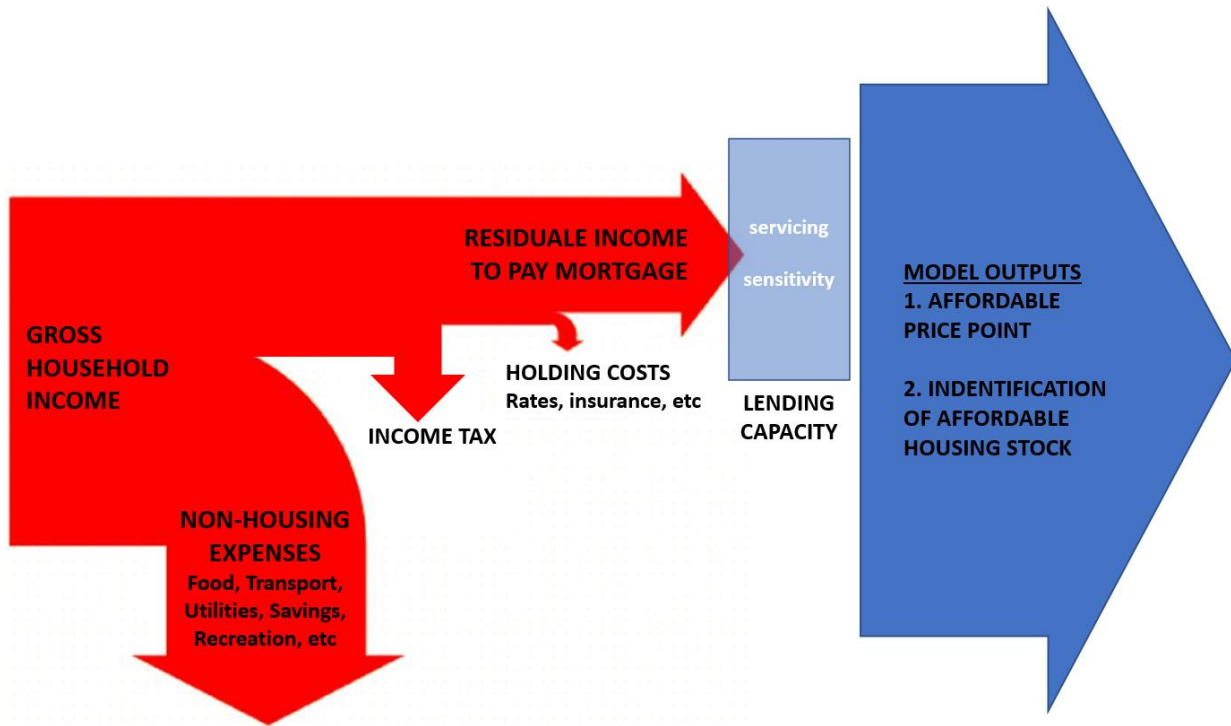 GROSS
HOUSEHOLD
INCOME
NON-HOUSING
EXPENSES
Food, Transport,
Utilities, Savings,
Recreation, etc
INCOME TAX
RESIDUALE INCOME
TO PAY MORTGAGE
HOLDING COSTS
Rates, insurance, etc
servicing
sensitivity
LENDING
CAPACITY
MODEL OUTPUTS
1. AFFORDABLE
PRICE POINT
2. INDENTIFICATION
OF AFFORDABLE
HOUSING STOCK